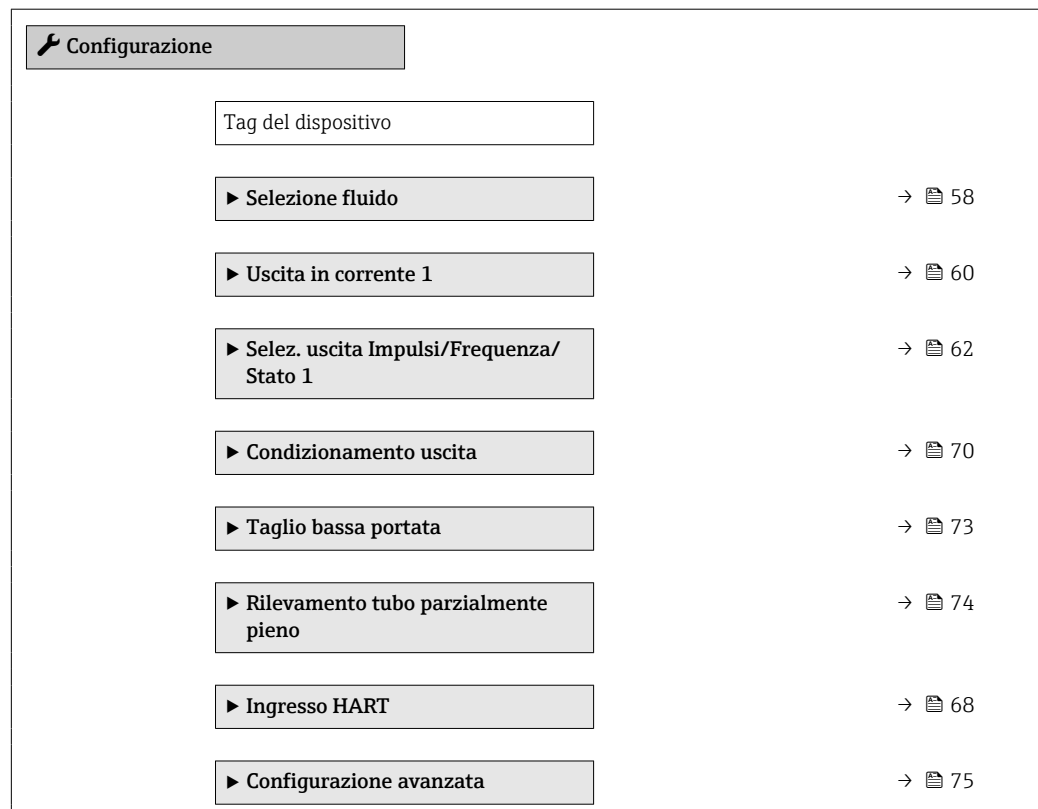 Configurazione
Tag del dispositivo
▶ Selezione fluido → 58
▶ Uscita in corrente 1 → 60
▶ Selez. uscita Impulsi/Frequenza/ → 62
Stato 1
▶ Condizionamento uscita → 70
▶ Taglio bassa portata → 73
▶ Rilevamento tubo parzialmente → 74
pieno
▶ Ingresso HART → 68
▶ Configurazione avanzata → 75